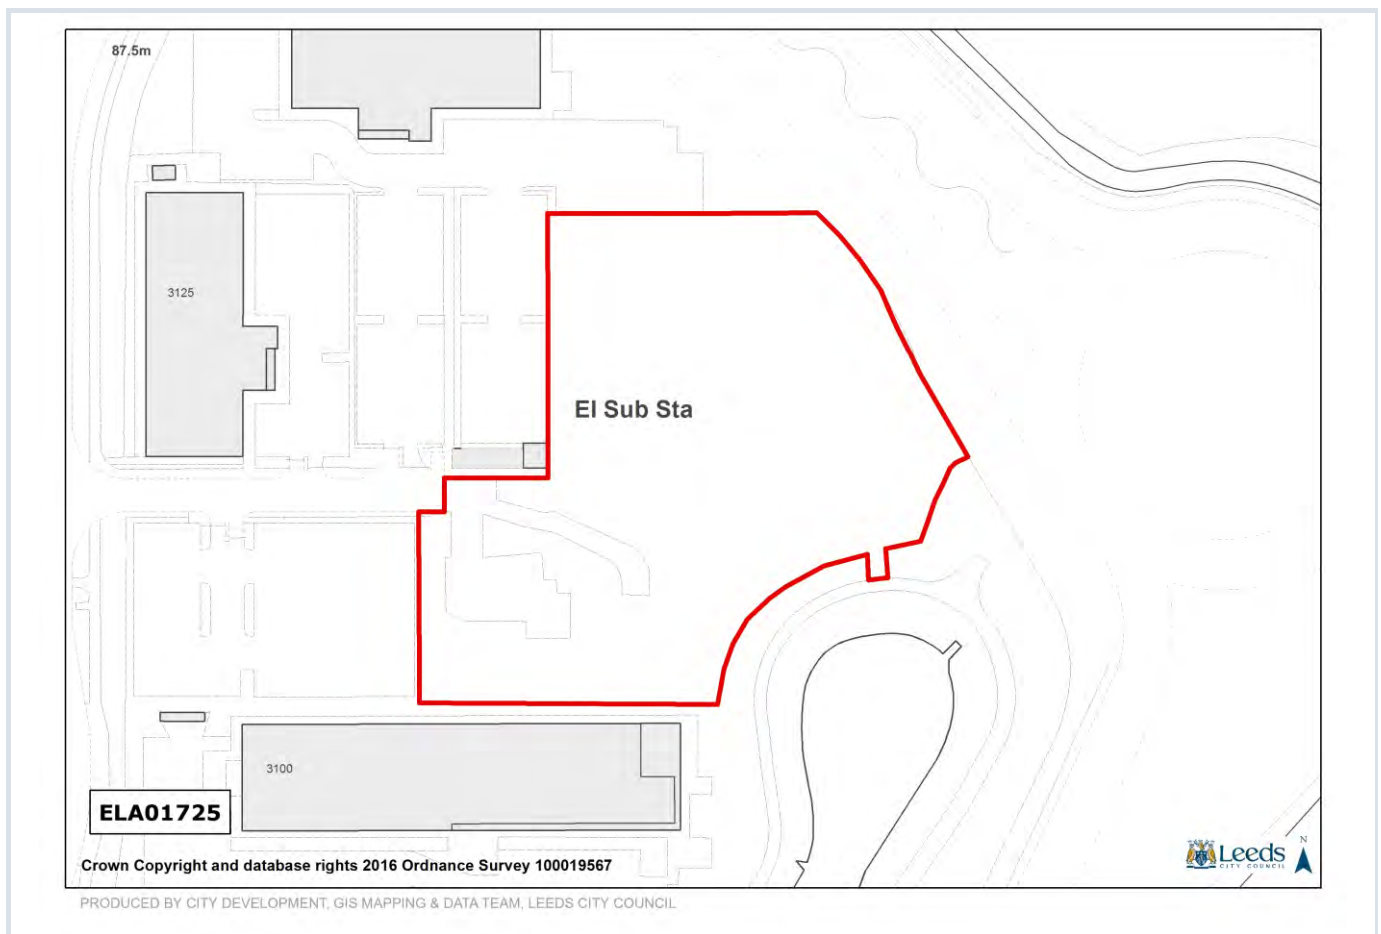 87.5m
3125
El Sub Sta
3100
ELA01725
Crown Copyright and database rights 2016 Ordnance Survey 100019567
Leeds
CITY COUNCIL
N
PRODUCED BY CITY DEVELOPMENT, GIS MAPPING & DATA TEAM, LEEDS CITY COUNCIL